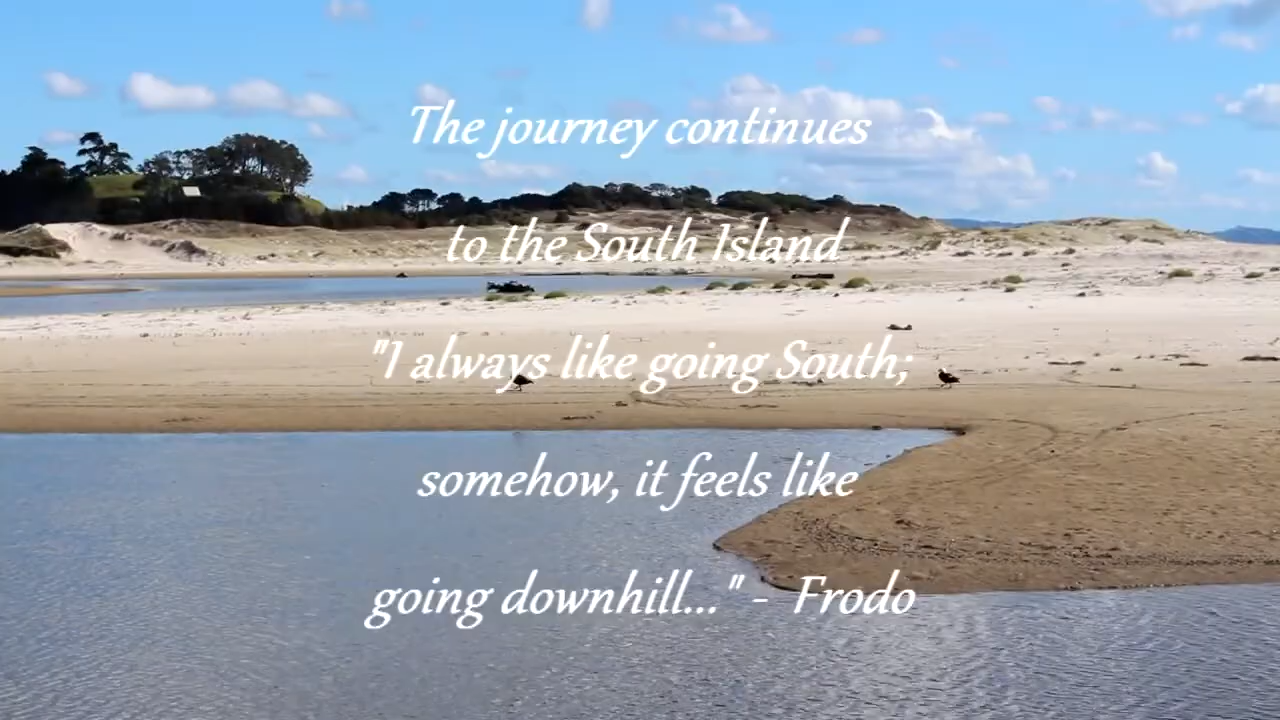 The journey continues
to the South Island
"I always like going South;
somehow, it feels like
going downhill..." -  Frodo